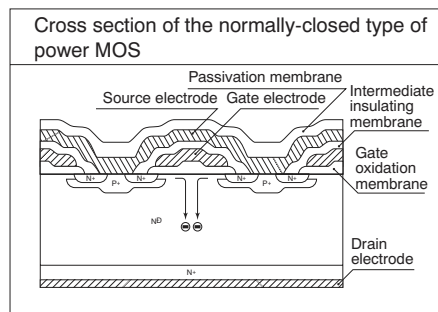 Cross section of the normally-closed type of
power MOS
Passivation membrane
Source electrode
Gate electrode
Intermediate
insulating
membrane
Gate
oxidation
membrane
N+
P+
N+
N+
P+
N+
NĐ
N+
Drain
electrode